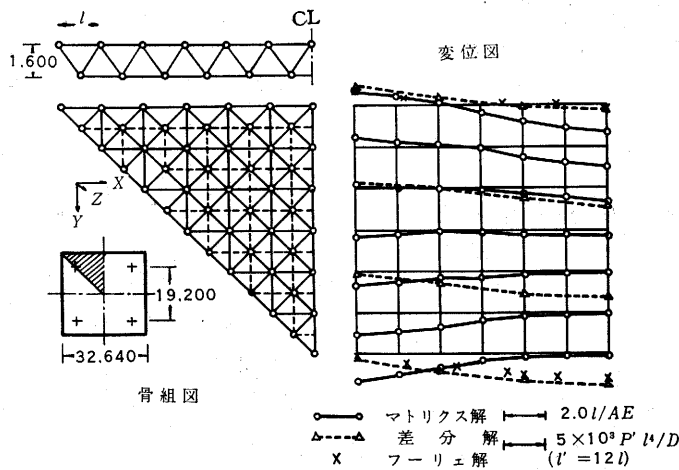 l
CL
1.600
変位図
X
Z
Y
19.200
32.640
骨組図
マトリクス解 2.0l/AE
差分解 5×10³P′l⁴/D
フーリェ解 (l′=12l)